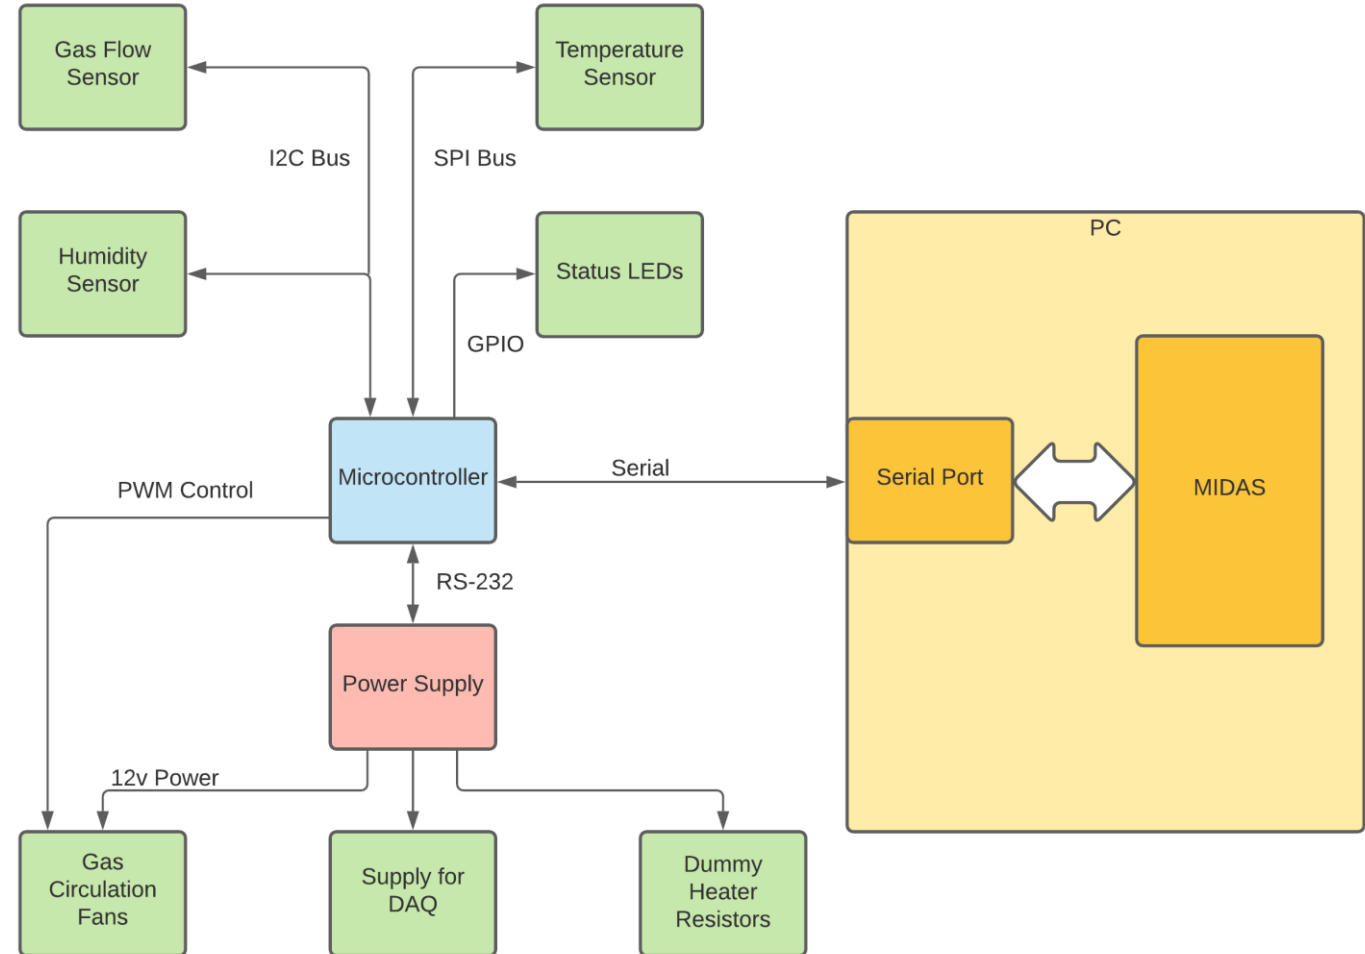 Gas Flow
Sensor
Temperature
Sensor
I2C Bus
SPI Bus
Humidity
Sensor
Status LEDs
GPIO
PC
Microcontroller
Serial
Serial Port
MIDAS
PWM Control
RS-232
Power Supply
12v Power
Gas
Circulation
Fans
Supply for
DAQ
Dummy
Heater
Resistors